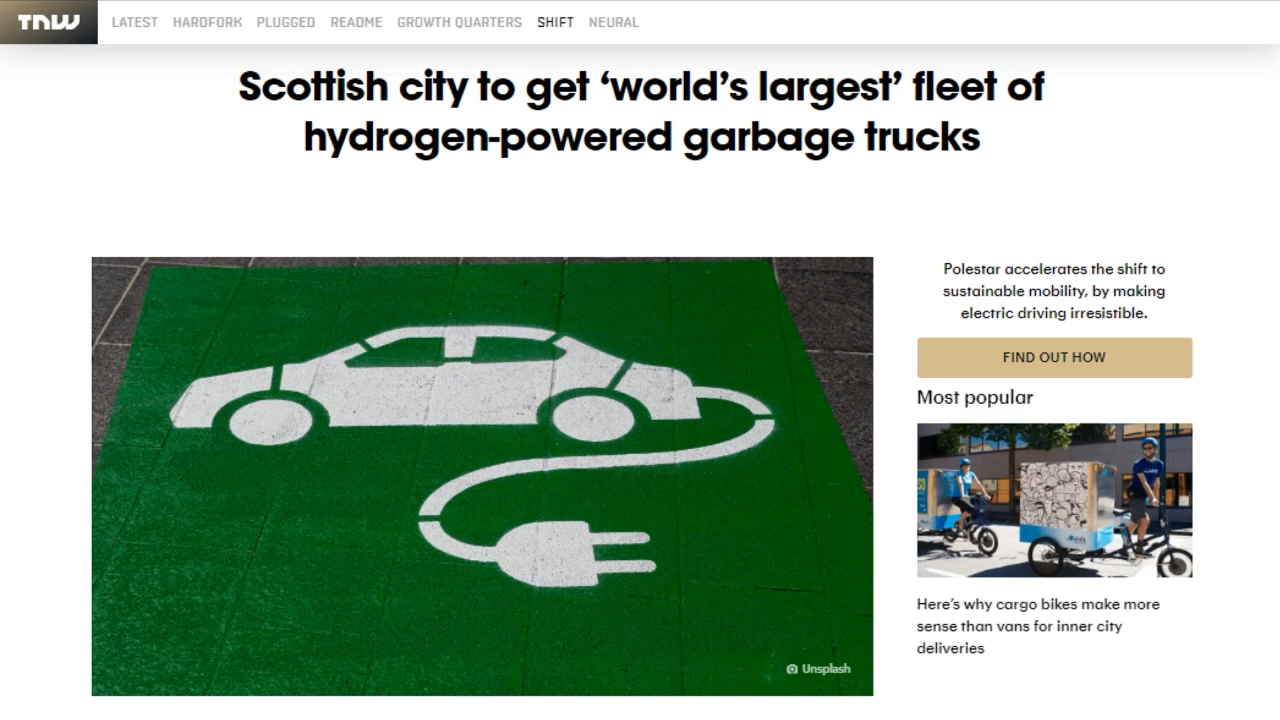 TNW
LATEST HARDFORK PLUGGED README GROWTH QUARTERS SHIFT NEURAL
Scottish city to get ‘world’s largest’ fleet of
hydrogen-powered garbage trucks
Unsplash
Polestar accelerates the shift to
sustainable mobility, by making
electric driving irresistible.
FIND OUT HOW
Most popular
Here’s why cargo bikes make more
sense than vans for inner city
deliveries